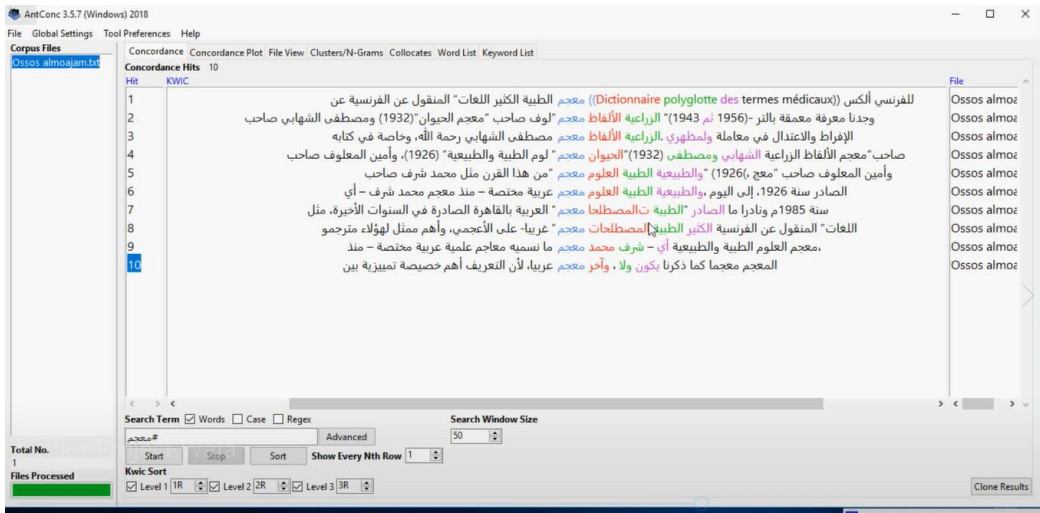 AntConc 3.5.7 (Windows) 2018
File Global Settings Tool Preferences Help
Corpus Files
Ossos almoajam.txt
Concordance Concordance Plot File View Clusters/N-Grams Collocates Word List Keyword List
Concordance Hits 10
Hit KWIC File
1 للفرنسي ألكس ((Dictionnaire polyglotte des termes médicaux)) معجم الطبية الكثير اللغات" المنقول عن الفرنسية عن Ossos almoa
2 وجدنا معرفة معمقة بالتر -(1956 ثم 1943)" الزراعية الألفاظ معجم "لوف صاحب "معجم الحيوان"(1932) ومصطفى الشهابي صاحب Ossos almoa
3 الإفراط والاعتدال في معاملة ولمظهري .الزراعية الألفاظ معجم مصطفى الشهابي رحمة الله، وخاصة في كتابه Ossos almoa
4 صاحب"معجم الألفاظ الزراعية الشهابي ومصطفى (1932)"الحيوان معجم" لوم الطبية والطبيعية" (1926)، وأمين المعلوف صاحب Ossos almoa
5 وأمين المعلوف صاحب "معج ،)1926) "والطبيعية الطبية العلوم معجم "من هذا القرن مثل محمد شرف صاحب Ossos almoa
6 الصادر سنة 1926، إلى اليوم ،والطبيعية الطبية العلوم معجم عربية مختصة – منذ معجم محمد شرف – أي Ossos almoa
7 سنة 1985م ونادرا ما الصادر "الطبية تالمصطلحا معجم" العربية بالقاهرة الصادرة في السنوات الأخيرة، مثل Ossos almoa
8 اللغات" المنقول عن الفرنسية الكثير الطبية المصطلحات معجم" غريبا- على الأعجمي، وأهم ممثل لهؤلاء مترجمو Ossos almoa
9 ،معجم العلوم الطبية والطبيعية أي – شرف محمد معجم ما نسميه معاجم علمية عربية مختصة – منذ Ossos almoa
10 المعجم معجما كما ذكرنا يكون ولا ، وآخر معجم عربيا، لأن التعريف أهم خصيصة تمييزية بين Ossos almoa
Search Term Words Case Regex Search Window Size
معجم# Advanced 50
Start Stop Sort Show Every Nth Row 1
Total No.
1
Files Processed
Kwic Sort
Level 1 1R Level 2 2R Level 3 3R Clone Results